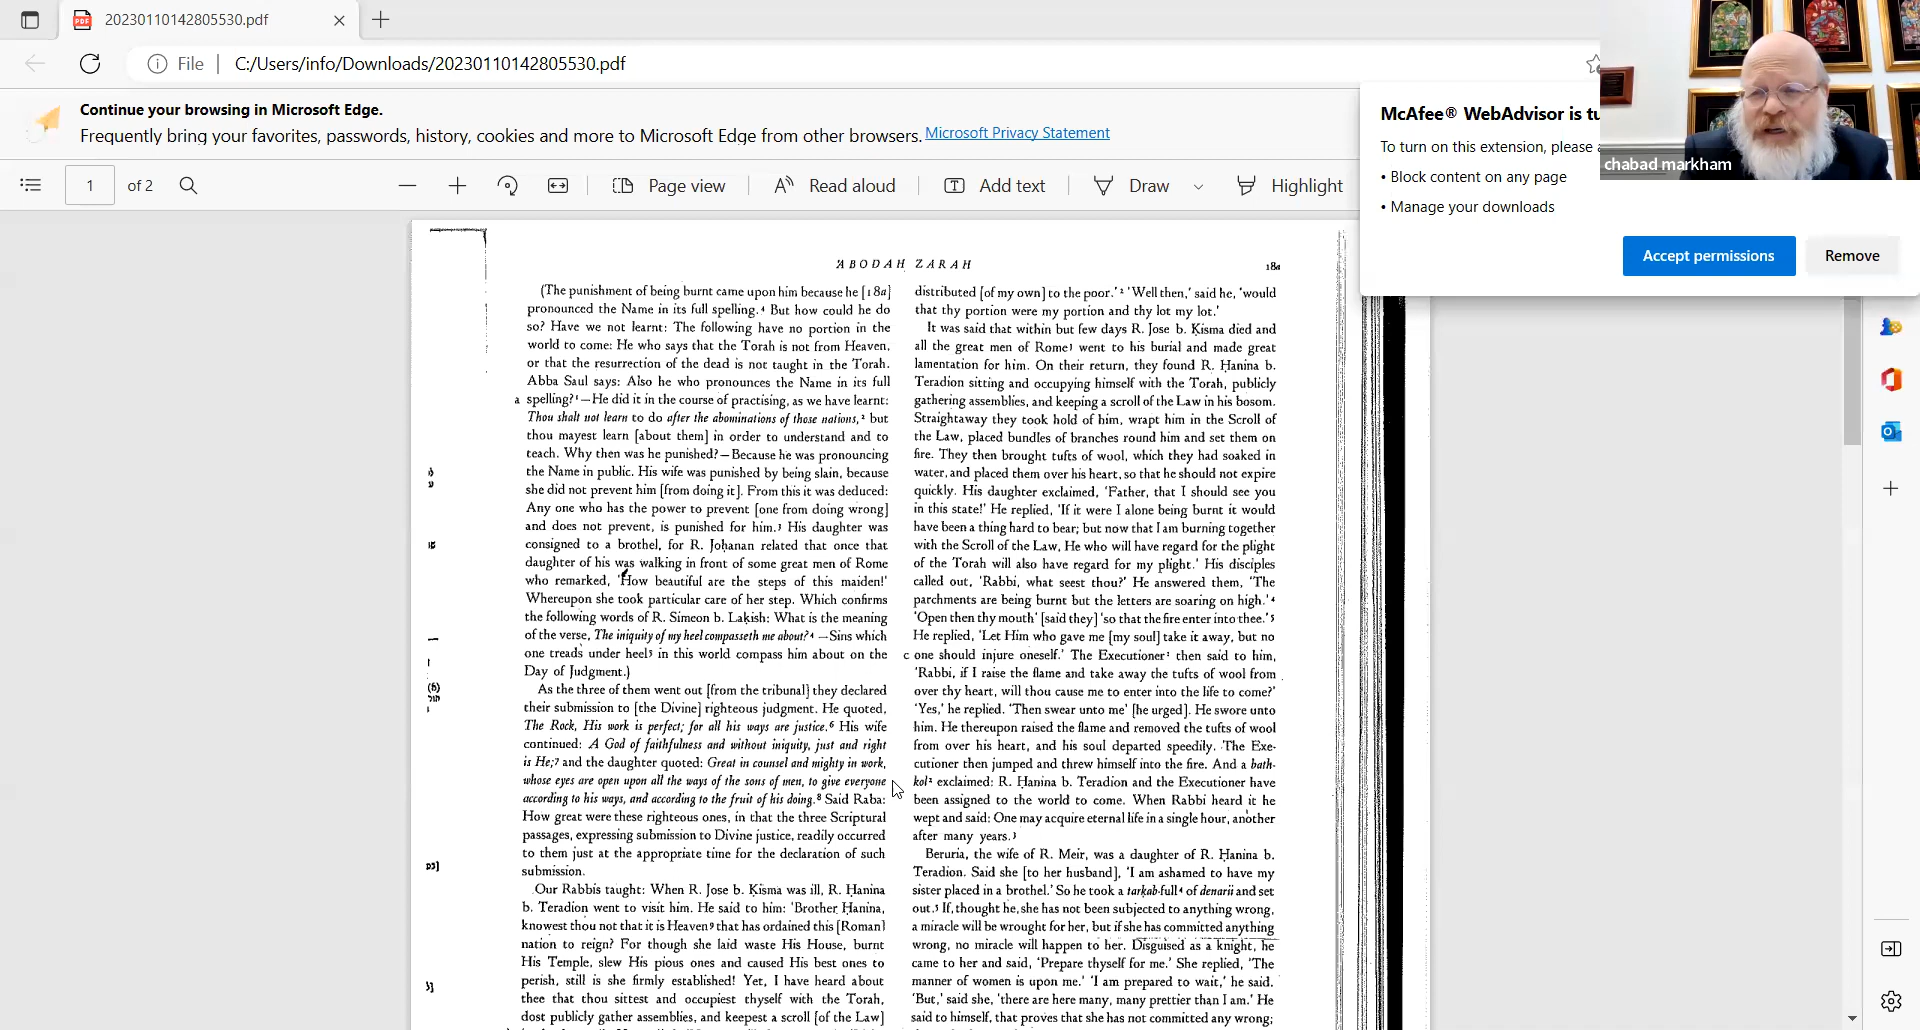 20230110142805530.pdf
File
C:/Users/info/Downloads/20230110142805530.pdf
Continue your browsing in Microsoft Edge.
Frequently bring your favorites, passwords, history, cookies and more to Microsoft Edge from other browsers. Microsoft Privacy Statement
1 of 2
Page view
Read aloud
Add text
Draw
Highlight
McAfee® WebAdvisor is tu
To turn on this extension, please
• Block content on any page
• Manage your downloads
Accept permissions
Remove
chabad markham
'ABODAH ZARAH
18a
(The punishment of being burnt came upon him because he [18a]
pronounced the Name in its full spelling.⁴ But how could he do
so? Have we not learnt: The following have no portion in the
world to come: He who says that the Torah is not from Heaven,
or that the resurrection of the dead is not taught in the Torah.
Abba Saul says: Also he who pronounces the Name in its full
a spelling?¹—He did it in the course of practising, as we have learnt:
Thou shalt not learn to do after the abominations of those nations,² but
thou mayest learn [about them] in order to understand and to
teach. Why then was he punished?—Because he was pronouncing
the Name in public. His wife was punished by being slain, because
she did not prevent him [from doing it]. From this it was deduced:
Any one who has the power to prevent [one from doing wrong]
and does not prevent, is punished for him.³ His daughter was
consigned to a brothel, for R. Joḥanan related that once that
daughter of his was walking in front of some great men of Rome
who remarked, 'How beautiful are the steps of this maiden!'
Whereupon she took particular care of her step. Which confirms
the following words of R. Simeon b. Laḳish: What is the meaning
of the verse, The iniquity of my heel compasseth me about?⁴ —Sins which
one treads under heel⁵ in this world compass him about on the
Day of Judgment.)
As the three of them went out [from the tribunal] they declared
their submission to [the Divine] righteous judgment. He quoted,
The Rock, His work is perfect; for all his ways are justice.⁶ His wife
continued: A God of faithfulness and without iniquity, just and right
is He;⁷ and the daughter quoted: Great in counsel and mighty in work,
whose eyes are open upon all the ways of the sons of men, to give everyone
according to his ways, and according to the fruit of his doing.⁸ Said Raba:
How great were these righteous ones, in that the three Scriptural
passages, expressing submission to Divine justice, readily occurred
to them just at the appropriate time for the declaration of such
submission.
Our Rabbis taught: When R. Jose b. Ḳisma was ill, R. Ḥanina
b. Teradion went to visit him. He said to him: 'Brother Ḥanina,
knowest thou not that it is Heaven⁹ that has ordained this [Roman]
nation to reign? For though she laid waste His House, burnt
His Temple, slew His pious ones and caused His best ones to
perish, still is she firmly established! Yet, I have heard about
thee that thou sittest and occupiest thyself with the Torah,
dost publicly gather assemblies, and keepest a scroll [of the Law]
distributed [of my own] to the poor.'² 'Well then,' said he, 'would
that thy portion were my portion and thy lot my lot.'
It was said that within but few days R. Jose b. Ḳisma died and
all the great men of Rome³ went to his burial and made great
lamentation for him. On their return, they found R. Ḥanina b.
Teradion sitting and occupying himself with the Torah, publicly
gathering assemblies, and keeping a scroll of the Law in his bosom.
Straightaway they took hold of him, wrapt him in the Scroll of
the Law, placed bundles of branches round him and set them on
fire. They then brought tufts of wool, which they had soaked in
water, and placed them over his heart, so that he should not expire
quickly. His daughter exclaimed, 'Father, that I should see you
in this state!' He replied, 'If it were I alone being burnt it would
have been a thing hard to bear; but now that I am burning together
with the Scroll of the Law, He who will have regard for the plight
of the Torah will also have regard for my plight.' His disciples
called out, 'Rabbi, what seest thou?' He answered them, 'The
parchments are being burnt but the letters are soaring on high.'⁴
'Open then thy mouth' [said they] 'so that the fire enter into thee.'⁵
He replied, 'Let Him who gave me [my soul] take it away, but no
c one should injure oneself.' The Executioner¹ then said to him,
'Rabbi, if I raise the flame and take away the tufts of wool from
over thy heart, will thou cause me to enter into the life to come?'
'Yes,' he replied. 'Then swear unto me' [he urged]. He swore unto
him. He thereupon raised the flame and removed the tufts of wool
from over his heart, and his soul departed speedily. The Exe-
cutioner then jumped and threw himself into the fire. And a bath-
kol² exclaimed: R. Ḥanina b. Teradion and the Executioner have
been assigned to the world to come. When Rabbi heard it he
wept and said: One may acquire eternal life in a single hour, another
after many years.³
Beruria, the wife of R. Meir, was a daughter of R. Ḥanina b.
Teradion. Said she [to her husband], 'I am ashamed to have my
sister placed in a brothel.' So he took a tarḳab-full⁴ of denarii and set
out.⁵ If, thought he, she has not been subjected to anything wrong,
a miracle will be wrought for her, but if she has committed anything
wrong, no miracle will happen to her. Disguised as a knight, he
came to her and said, 'Prepare thyself for me.' She replied, 'The
manner of women is upon me.' 'I am prepared to wait,' he said.
'But,' said she, 'there are here many, many prettier than I am.' He
said to himself, that proves that she has not committed any wrong;